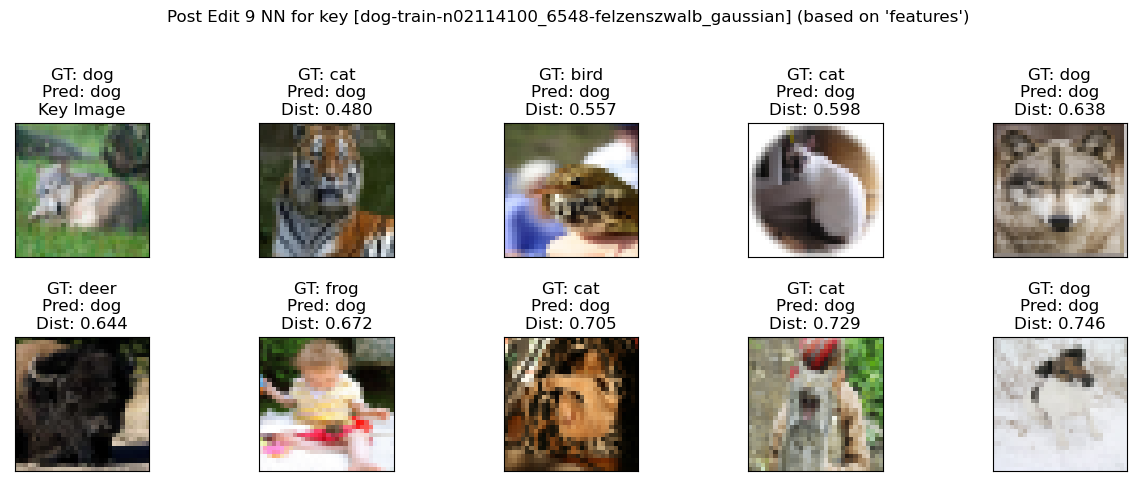 Post Edit 9 NN for key [dog-train-n02114100_6548-felzenszwalb_gaussian] (based on 'features')
GT: dog
Pred: dog
Key Image
GT: cat
Pred: dog
Dist: 0.480
GT: bird
Pred: dog
Dist: 0.557
GT: cat
Pred: dog
Dist: 0.598
GT: dog
Pred: dog
Dist: 0.638
GT: deer
Pred: dog
Dist: 0.644
GT: frog
Pred: dog
Dist: 0.672
GT: cat
Pred: dog
Dist: 0.705
GT: cat
Pred: dog
Dist: 0.729
GT: dog
Pred: dog
Dist: 0.746